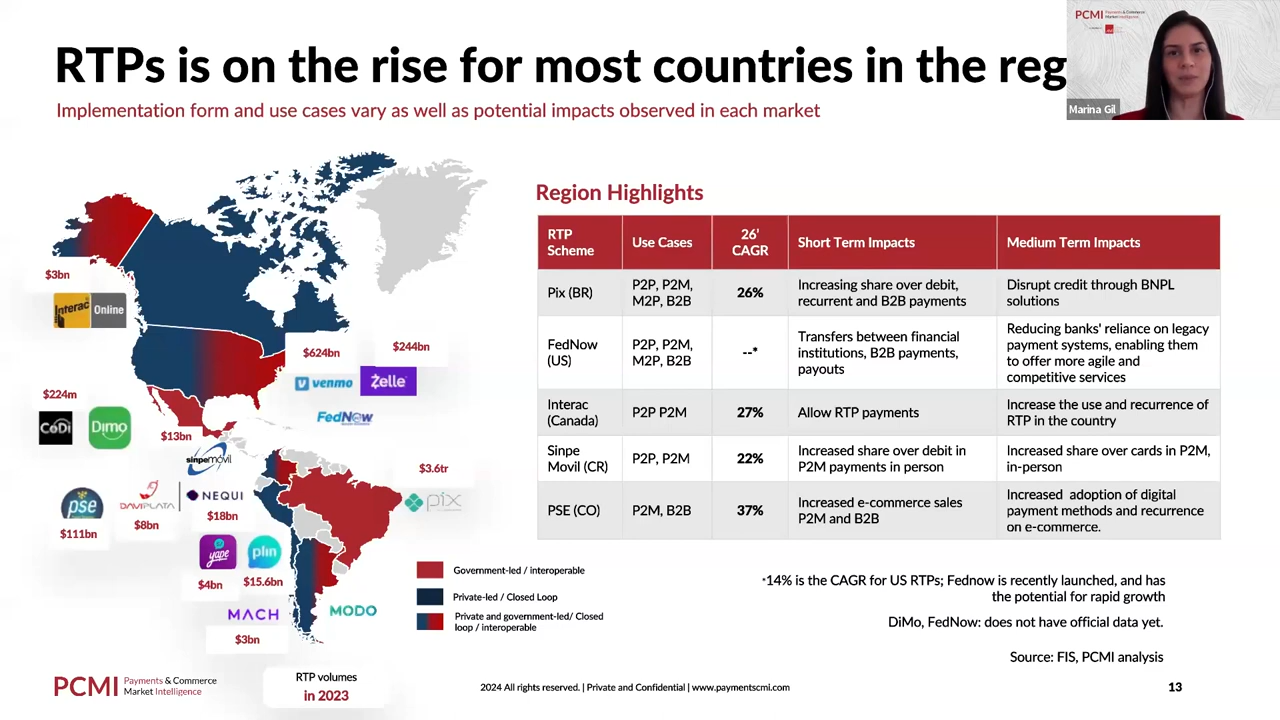 RTPs is on the rise for most countries in the reg
Implementation form and use cases vary as well as potential impacts observed in each market
PCMI Payments & Commerce
Market Intelligence
Marina Gil
$3bn
Interac Online
$624bn
$244bn
venmo
Zelle
FedNow
$224m
CoDi
Dimo
$13bn
sinpe móvil
$3.6tr
pix
pse
DAVIPLATA
NEQUI
$111bn
$8bn
$18bn
yape
plin
$4bn
$15.6bn
MACH
MODO
$3bn
Government-led / interoperable
Private-led / Closed Loop
Private and government-led/ Closed
loop / interoperable
RTP volumes
in 2023
Region Highlights
RTP
Scheme
Use Cases
26'
CAGR
Short Term Impacts
Medium Term Impacts
Pix (BR)
P2P, P2M,
M2P, B2B
26%
Increasing share over debit,
recurrent and B2B payments
Disrupt credit through BNPL
solutions
FedNow
(US)
P2P, P2M,
M2P, B2B
--*
Transfers between financial
institutions, B2B payments,
payouts
Reducing banks' reliance on legacy
payment systems, enabling them
to offer more agile and
competitive services
Interac
(Canada)
P2P P2M
27%
Allow RTP payments
Increase the use and recurrence of
RTP in the country
Sinpe
Movil (CR)
P2P, P2M
22%
Increased share over debit in
P2M payments in person
Increased share over cards in P2M,
in-person
PSE (CO)
P2M, B2B
37%
Increased e-commerce sales
P2M and B2B
Increased adoption of digital
payment methods and recurrence
on e-commerce.
*14% is the CAGR for US RTPs; Fednow is recently launched, and has
the potential for rapid growth
DiMo, FedNow: does not have official data yet.
Source: FIS, PCMI analysis
PCMI Payments & Commerce
Market Intelligence
2024 All rights reserved. | Private and Confidential | www.paymentscmi.com
13